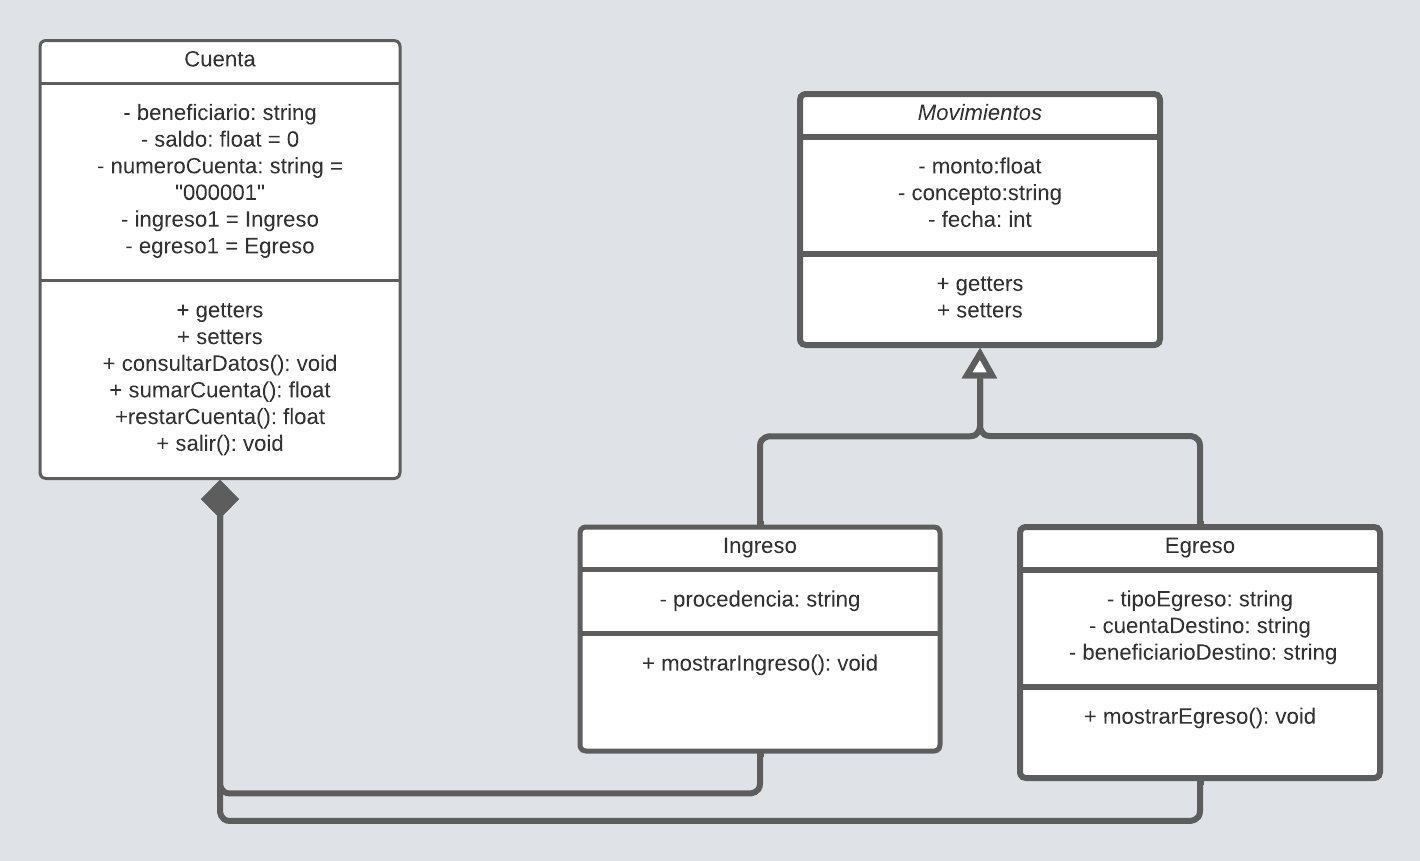 Cuenta
- beneficiario: string
- saldo: float = 0
- numeroCuenta: string =
"000001"
- ingreso1 = Ingreso
- egreso1 = Egreso
+ getters
+ setters
+ consultarDatos(): void
+ sumarCuenta(): float
+restarCuenta(): float
+ salir(): void
Movimientos
- monto:float
- concepto:string
- fecha: int
+ getters
+ setters
Ingreso
- procedencia: string
+ mostrarIngreso(): void
Egreso
- tipoEgreso: string
- cuentaDestino: string
- beneficiarioDestino: string
+ mostrarEgreso(): void